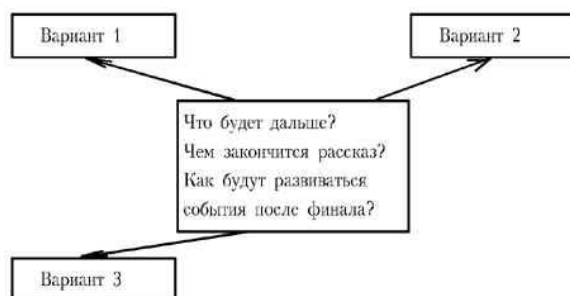 Вариант 1
Вариант 2
Что будет дальше?
Чем закончится рассказ?
Как будут развиваться
события после финала?
Вариант 3